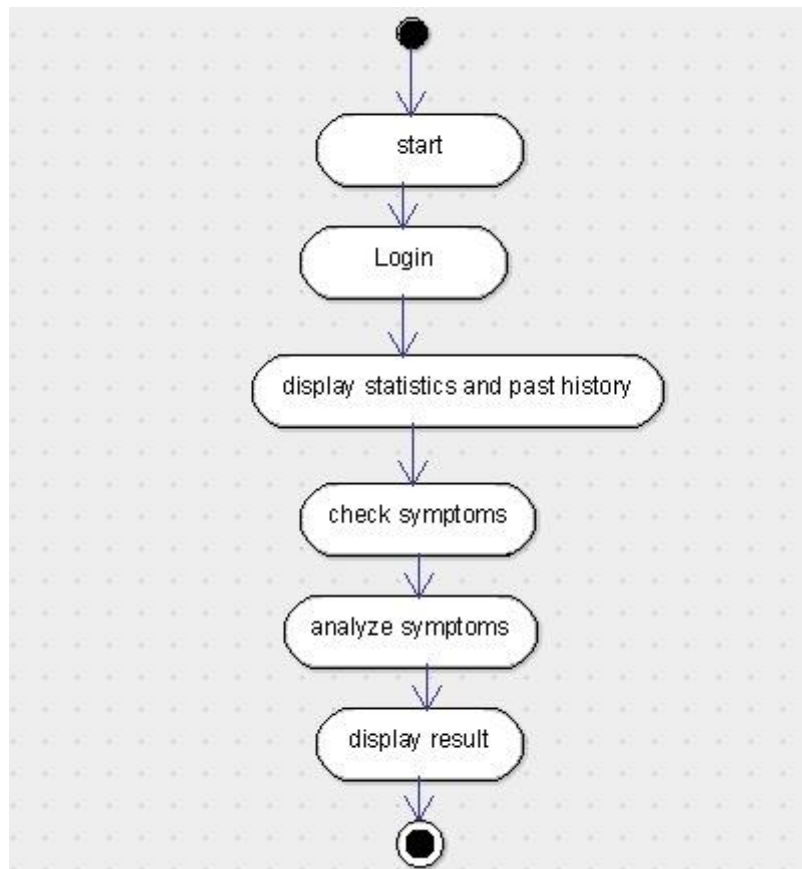 start
Login
display statistics and past history
check symptoms
analyze symptoms
display result